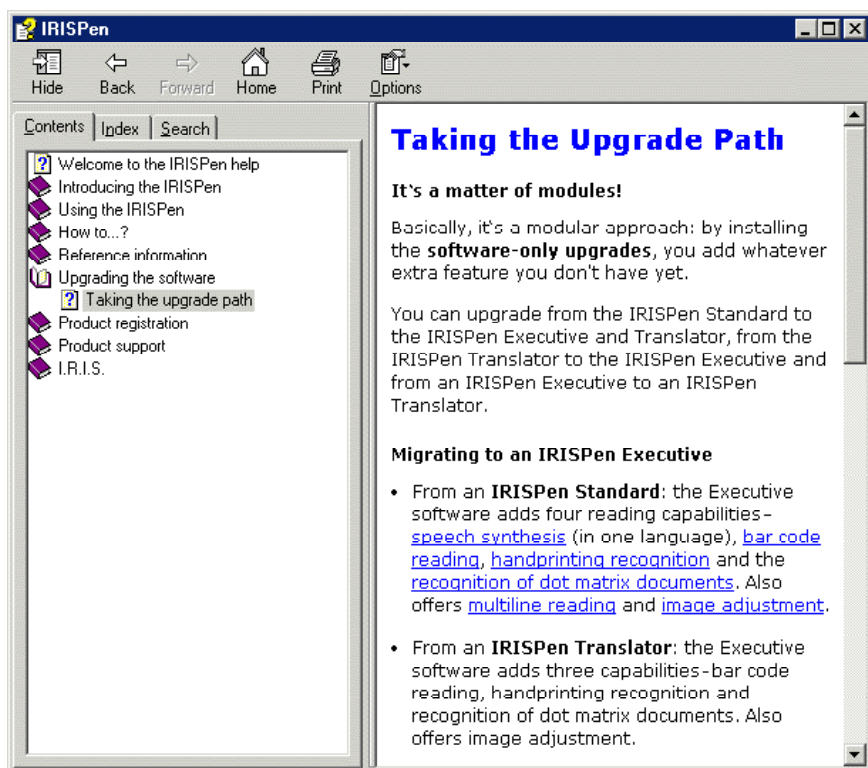 IRISPen
Hide Back Forward Home Print Options
Contents Index Search
Welcome to the IRISPen help
Introducing the IRISPen
Using the IRISPen
How to...?
Reference information
Upgrading the software
Taking the upgrade path
Product registration
Product support
I.R.I.S.
Taking the Upgrade Path
It's a matter of modules!
Basically, it's a modular approach: by installing
the software-only upgrades, you add whatever
extra feature you don't have yet.
You can upgrade from the IRISPen Standard to
the IRISPen Executive and Translator, from the
IRISPen Translator to the IRISPen Executive and
from an IRISPen Executive to an IRISPen
Translator.
Migrating to an IRISPen Executive
• From an IRISPen Standard: the Executive
software adds four reading capabilities-
speech synthesis (in one language), bar code
reading, handprinting recognition and the
recognition of dot matrix documents. Also
offers multiline reading and image adjustment.
• From an IRISPen Translator: the Executive
software adds three capabilities-bar code
reading, handprinting recognition and
recognition of dot matrix documents. Also
offers image adjustment.